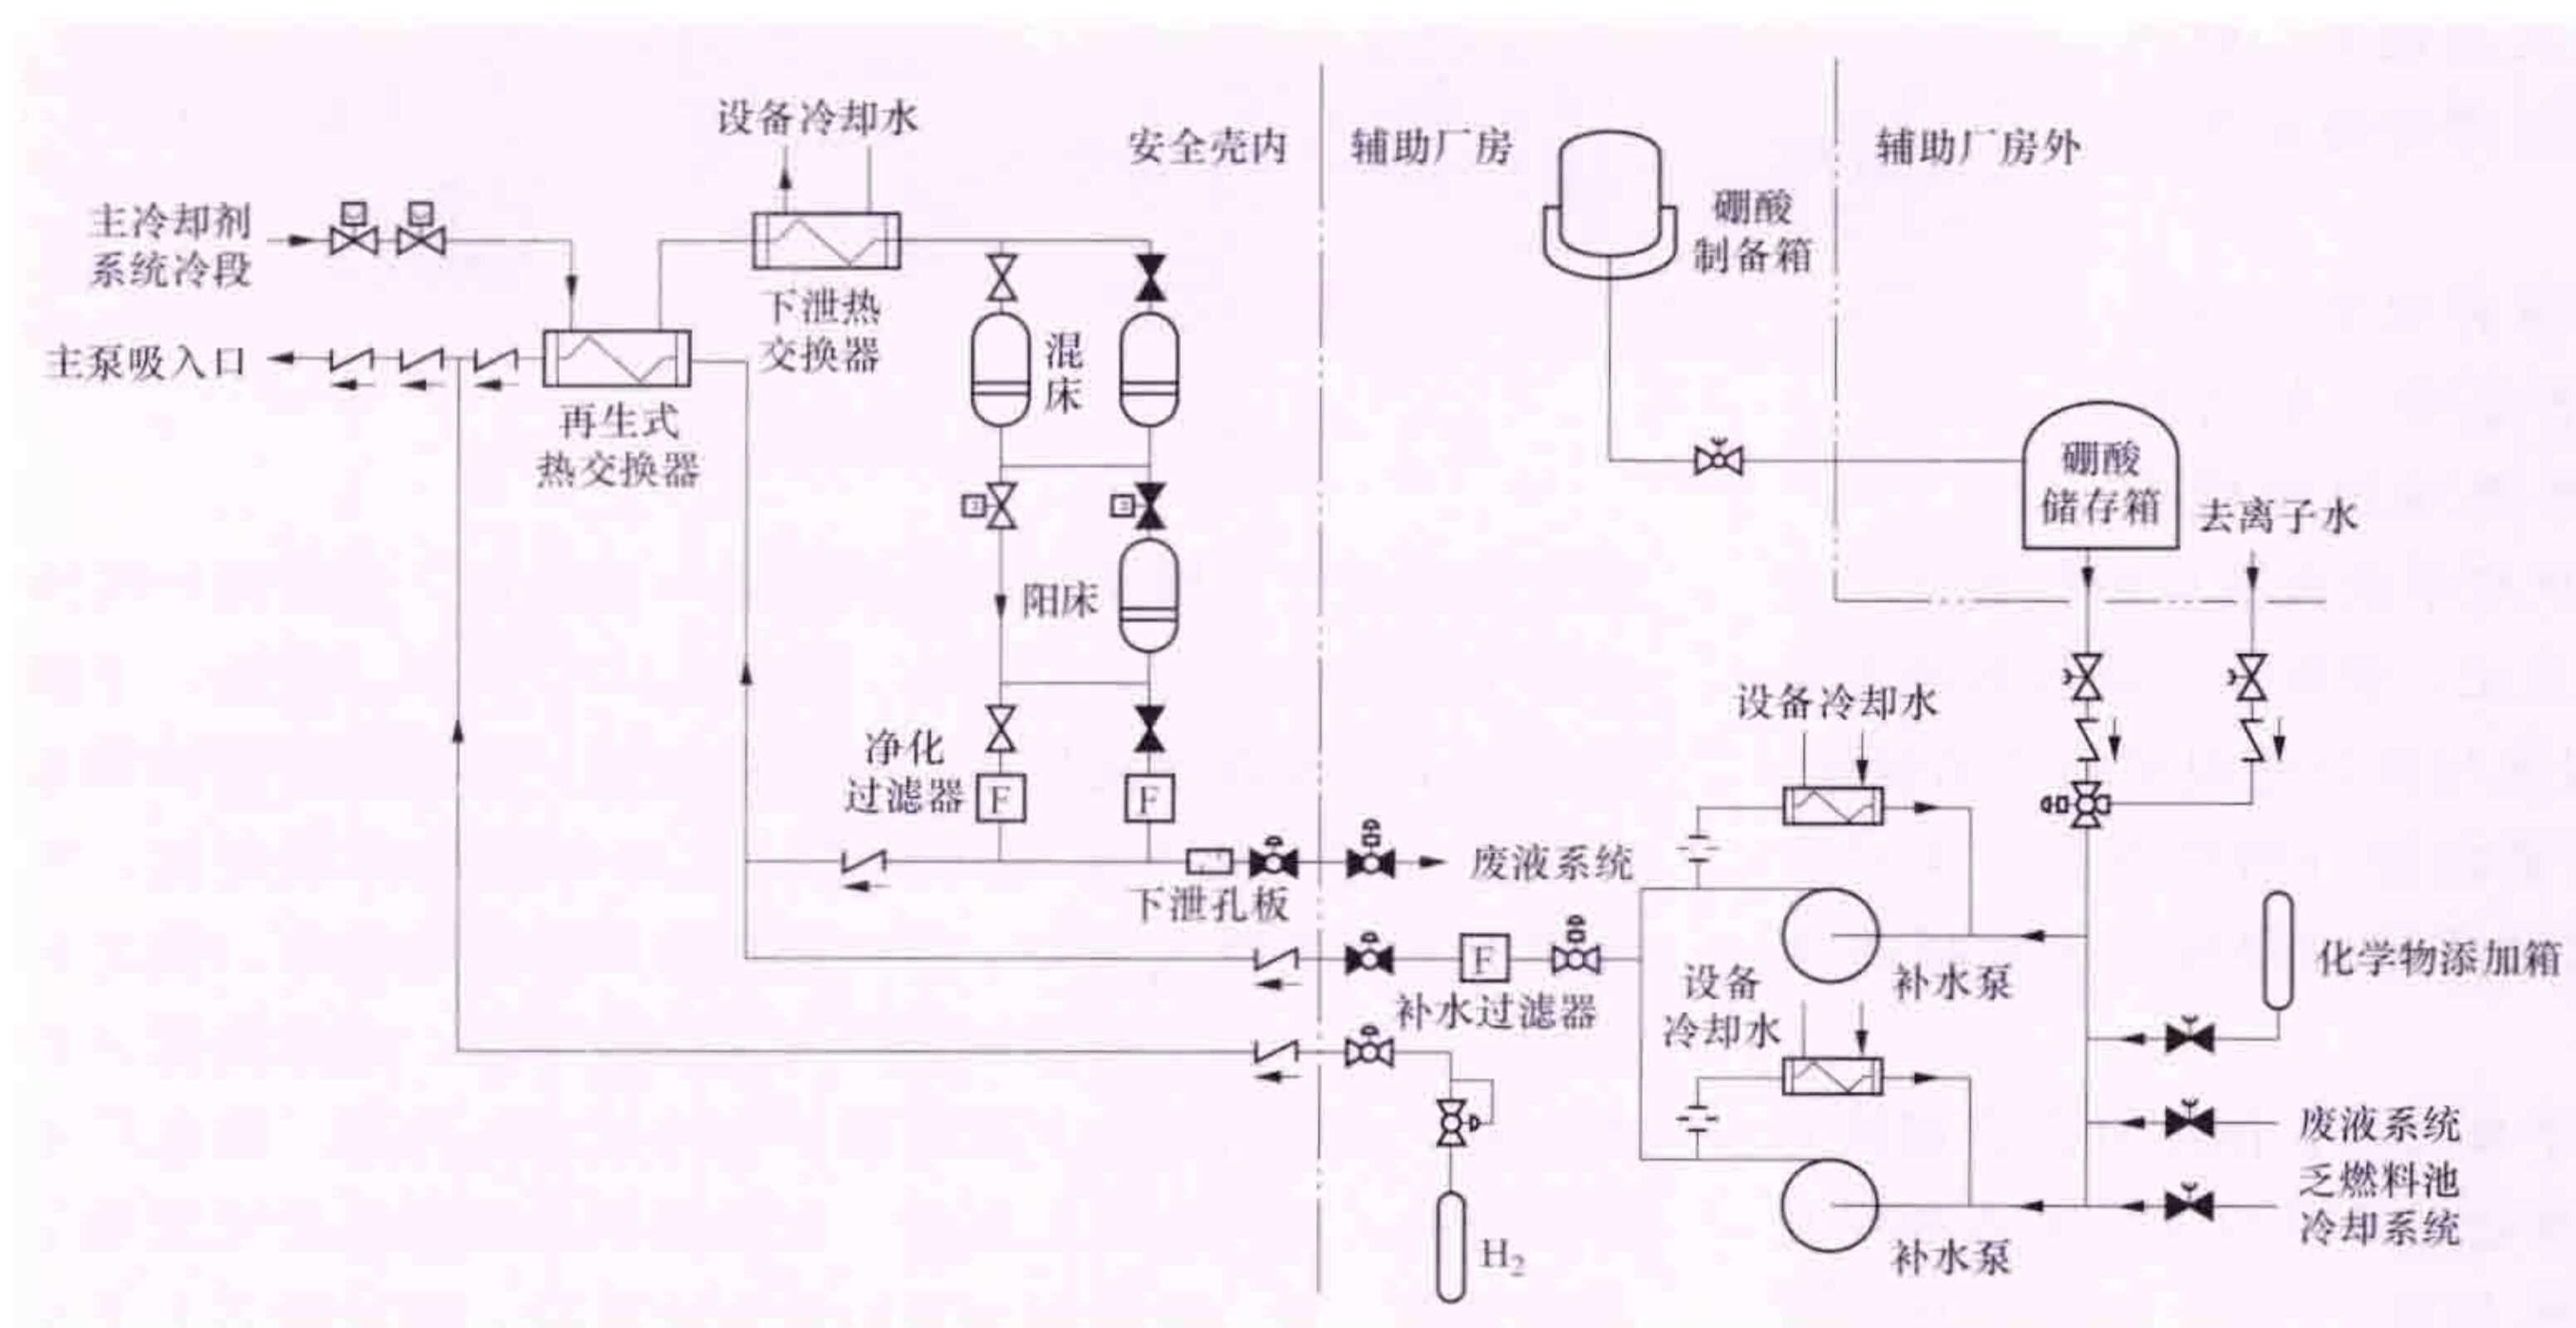 设备冷却水
安全壳内
辅助厂房
辅助厂房外
主冷却剂
系统冷段
硼酸
制备箱
下泄热
交换器
混
床
主泵吸入口
再生式
热交换器
硼酸
储存箱
去离子水
阳床
设备冷却水
净化
过滤器
F
F
下泄孔板
废液系统
F
补水过滤器
设备
冷却水
补水泵
化学物添加箱
废液系统
乏燃料池
冷却系统
补水泵
H₂